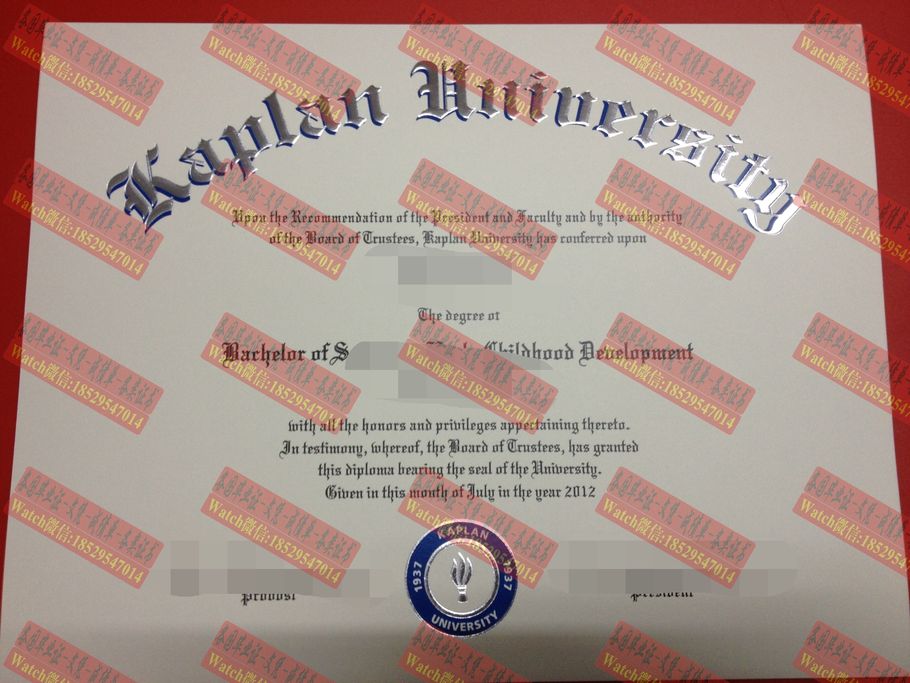 Kaplan University
Upon the Recommendation of the President and Faculty and by the authority
of the Board of Trustees, Kaplan University has conferred upon
The degree of
Bachelor of S Childhood Development
with all the honors and privileges appertaining thereto.
In testimony, whereof, the Board of Trustees, has granted
this diploma bearing the seal of the University.
Given in this month of July in the year 2012
Provost
President
KAPLAN
1937
1937
UNIVERSITY
Watch微信:18529547014